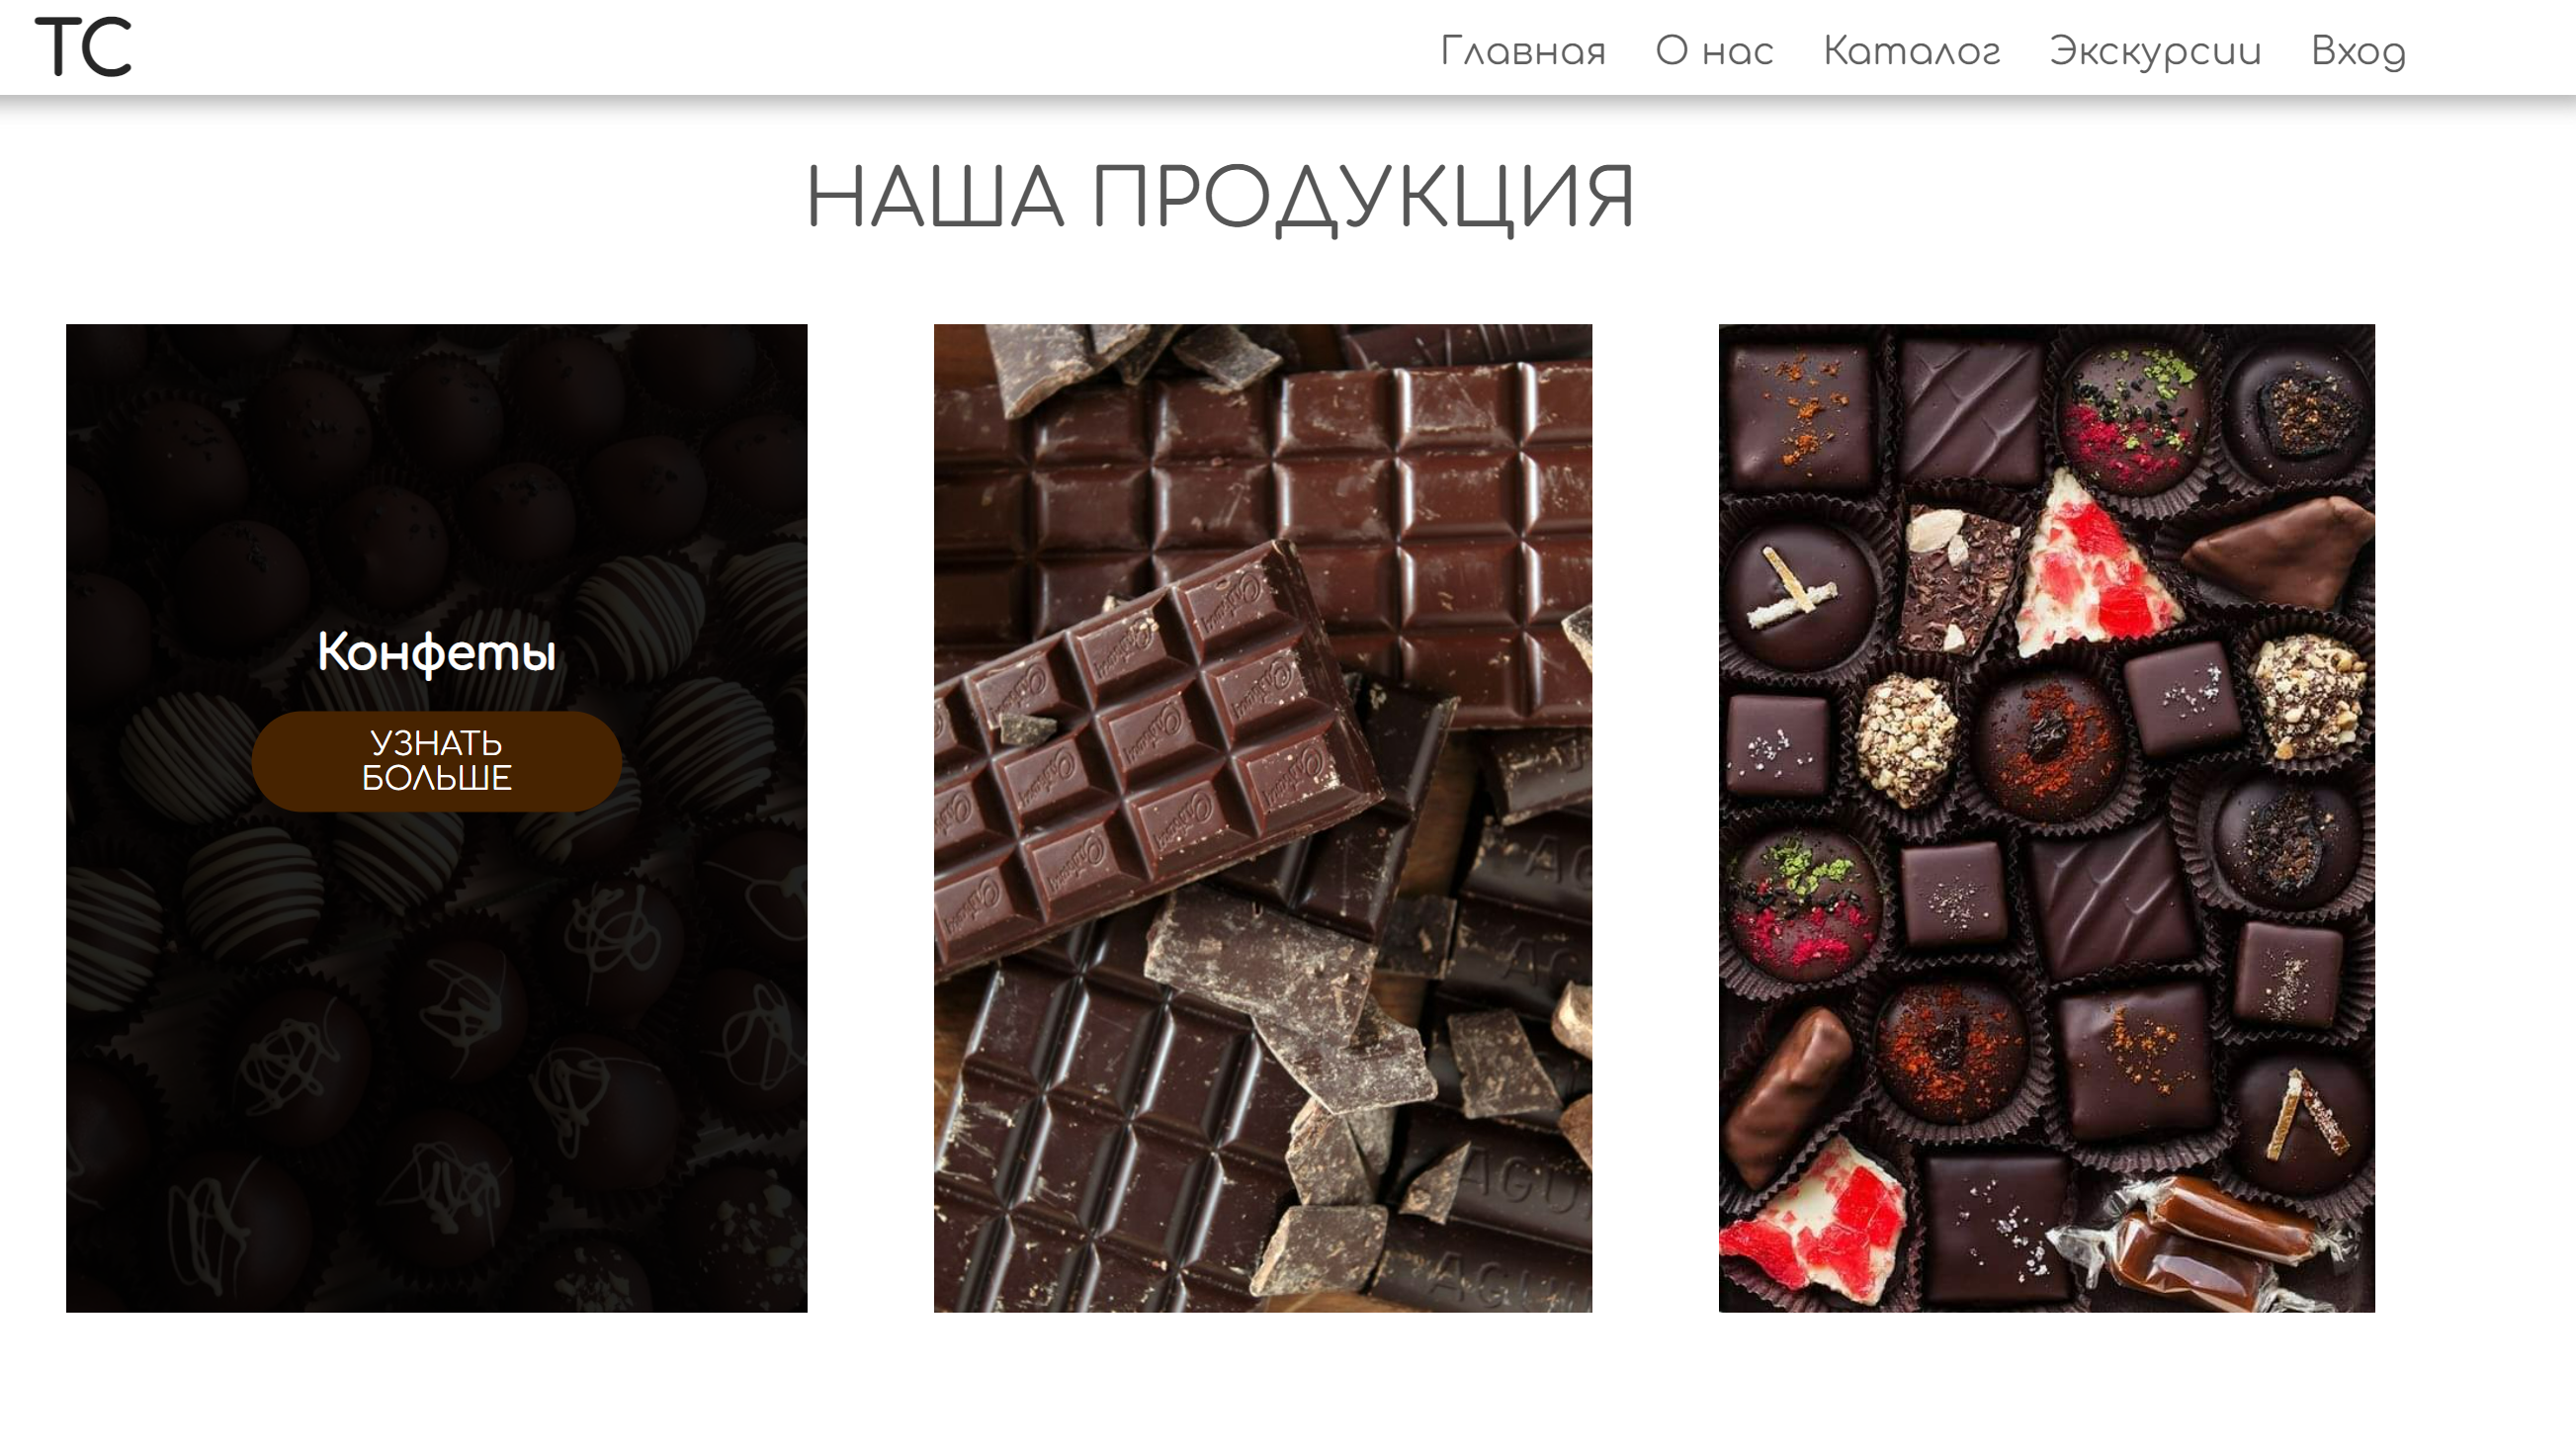 TC
Главная О нас Каталог Экскурсии Вход
НАША ПРОДУКЦИЯ
Конфеты
УЗНАТЬ
БОЛЬШЕ